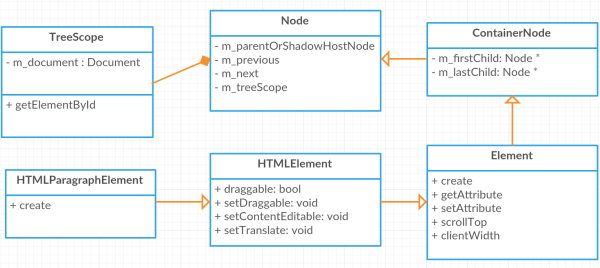 TreeScope
- m_document : Document
+ getElementById
Node
- m_parentOrShadowHostNode
- m_previous
- m_next
- m_treeScope
ContainerNode
- m_firstChild: Node *
- m_lastChild: Node *
HTMLParagraphElement
+ create
HTMLElement
+ draggable: bool
+ setDraggable: void
+ setContentEditable: void
+ setTranslate: void
Element
+ create
+ getAttribute
+ setAttribute
+ scrollTop
+ clientWidth